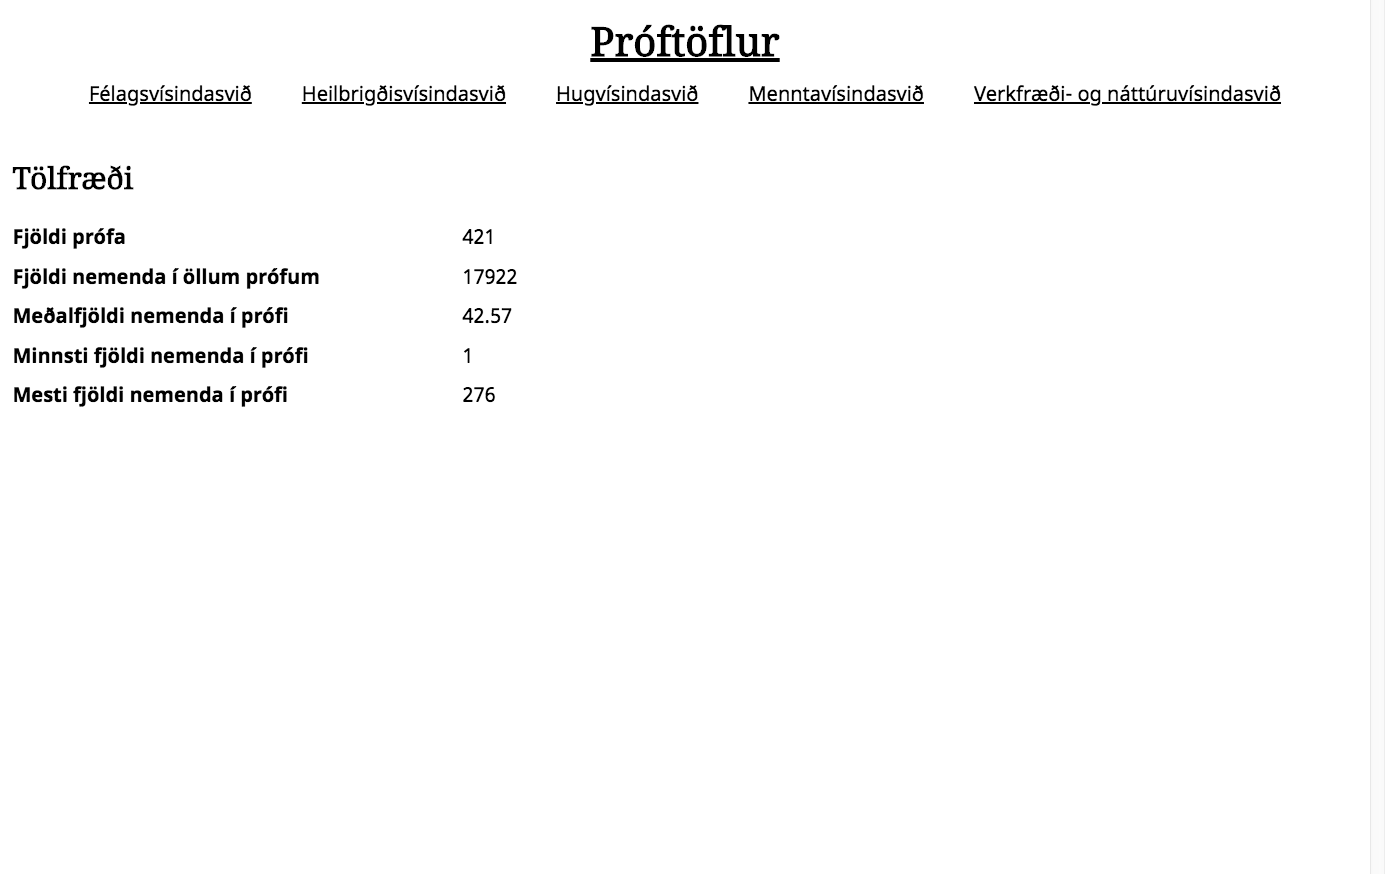 Próftöflur
Félagsvísindasvið Heilbrigðisvísindasvið Hugvísindasvið Menntavísindasvið Verkfræði- og náttúruvísindasvið
Tölfræði
Fjöldi prófa 421
Fjöldi nemenda í öllum prófum 17922
Meðalfjöldi nemenda í prófi 42.57
Minnsti fjöldi nemenda í prófi 1
Mesti fjöldi nemenda í prófi 276